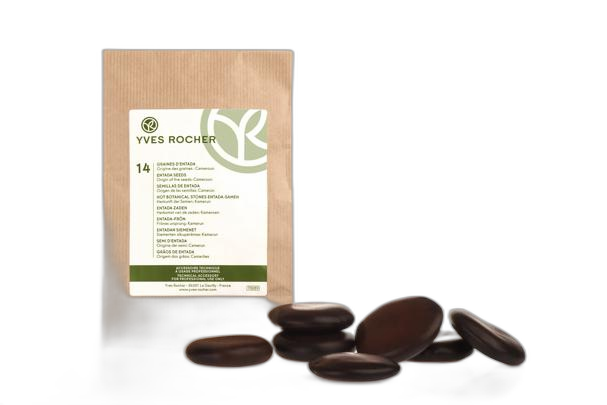 YVES ROCHER
14
GRAINES D'ENTADA
Origine des graines: Cameroun
ENTADA SEEDS
Origin of the seeds: Cameroon
SEMILLAS DE ENTADA
Origen de las semillas: Camerún
HOT BOTANICAL STONES ENTADA-SAMEN
Herkunft der Samen: Kamerun
ENTADA ZADEN
Herkomst van de zaden: Kameroen
ENTADA-FRÖN
Frönas ursprung: Kamerun
ENTADAN SIEMENET
Siementen alkuperämaa: Kamerun
SEMI D'ENTADA
Origine dei semi: Camerun
GRÃOS DE ENTADA
Origem dos grãos: Camarões
ACCESSOIRE TECHNIQUE
À USAGE PROFESSIONNEL
TECHNICAL ACCESSORY
FOR PROFESSIONAL USE ONLY
Yves Rocher - 56201 La Gacilly - France
www.yves-rocher.com